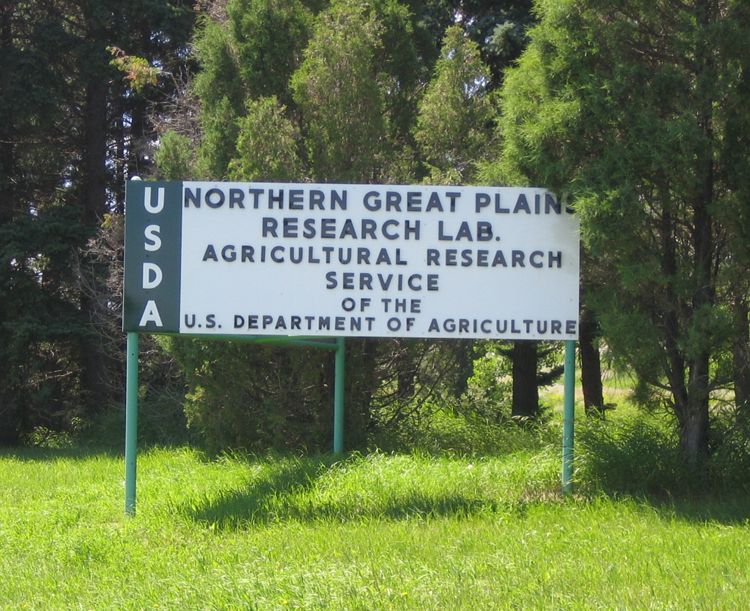 USDA
NORTHERN GREAT PLAINS
RESEARCH LAB.
AGRICULTURAL RESEARCH
SERVICE
OF THE
U.S. DEPARTMENT OF AGRICULTURE